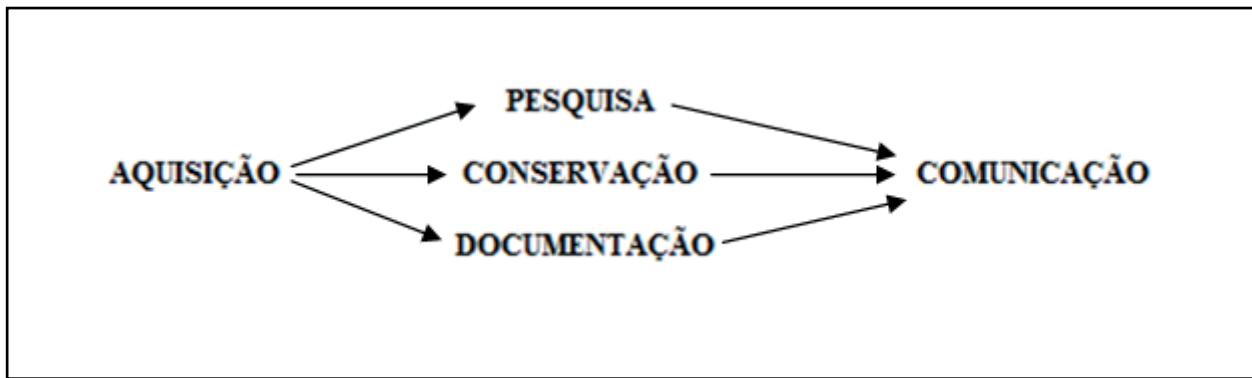 PESQUISA
AQUISIÇÃO
CONSERVAÇÃO
COMUNICAÇÃO
DOCUMENTAÇÃO